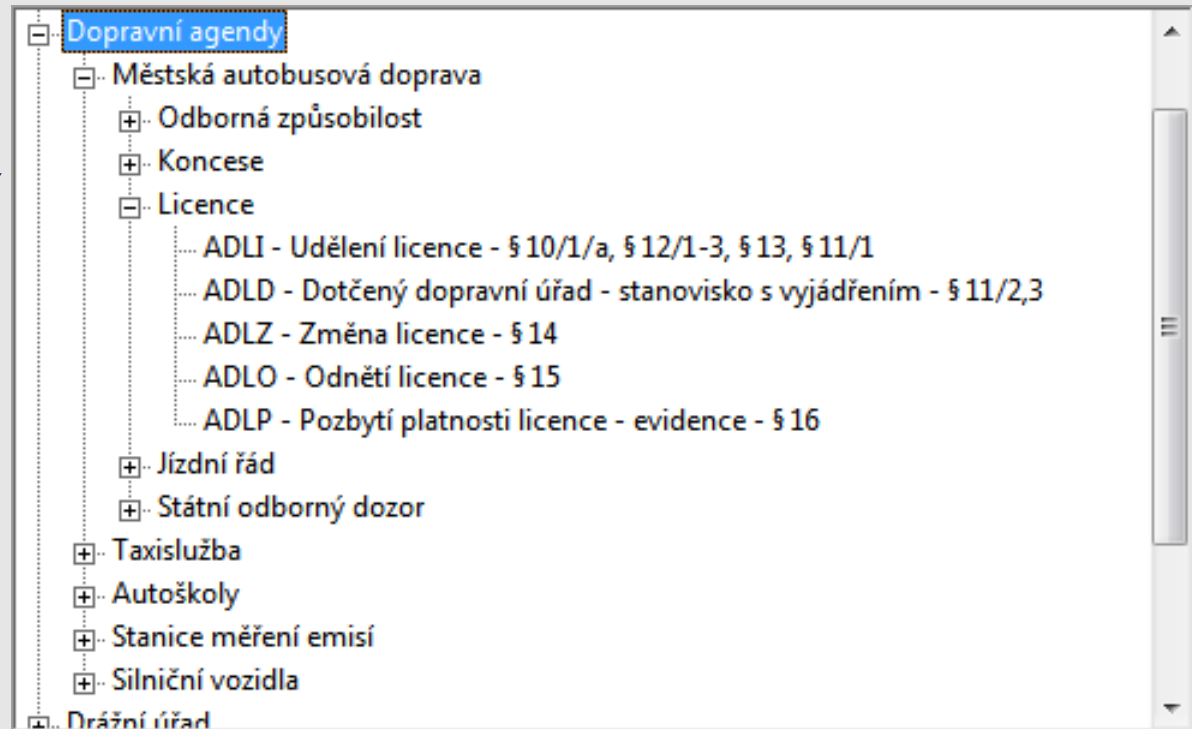 Dopravní agendy
Městská autobusová doprava
Odborná způsobilost
Koncese
Licence
ADLI - Udělení licence - §10/1/a, §12/1-3, §13, §11/1
ADLD - Dotčený dopravní úřad - stanovisko s vyjádřením - §11/2,3
ADLZ - Změna licence - §14
ADLO - Odnětí licence - §15
ADLP - Pozbytí platnosti licence - evidence - §16
Jízdní řád
Státní odborný dozor
Taxislužba
Autoškoly
Stanice měření emisí
Silniční vozidla
Drážní úřad